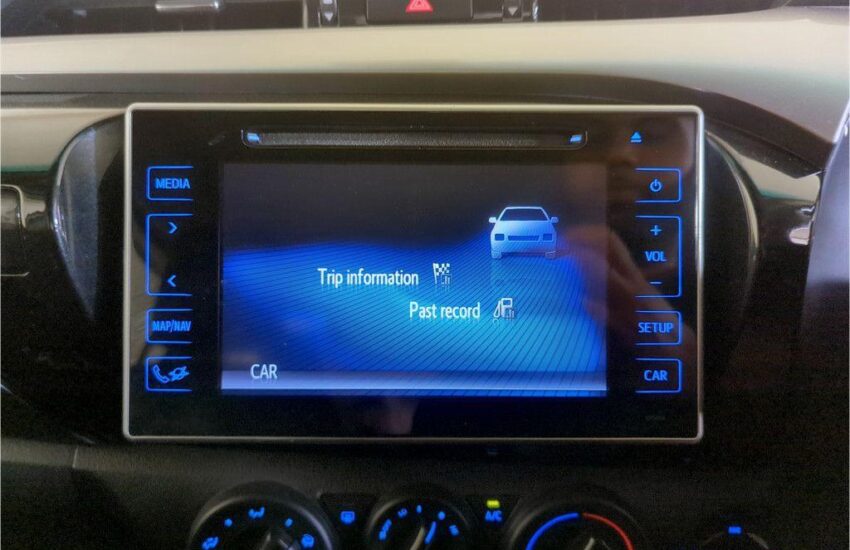 MEDIA
VOL
MAP/NAV
SETUP
CAR
Trip information
Past record
CAR
A/C